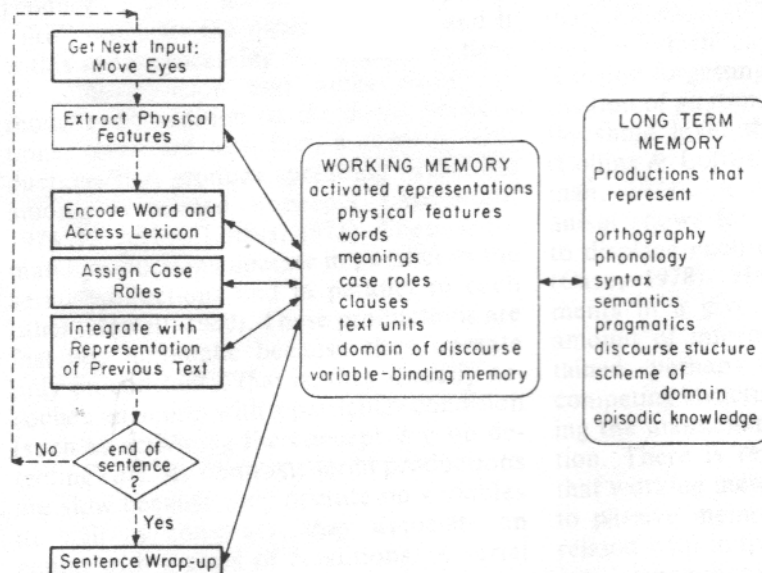 Get Next Input:
Move Eyes
Extract Physical
Features
Encode Word and
Access Lexicon
Assign Case
Roles
Integrate with
Representation
of Previous Text
No
end of
sentence
?
Yes
Sentence Wrap-up
WORKING MEMORY
activated representations
physical features
words
meanings
case roles
clauses
text units
domain of discourse
variable-binding memory
LONG TERM
MEMORY
Productions that
represent
orthography
phonology
syntax
semantics
pragmatics
discourse stucture
scheme of
domain
episodic knowledge